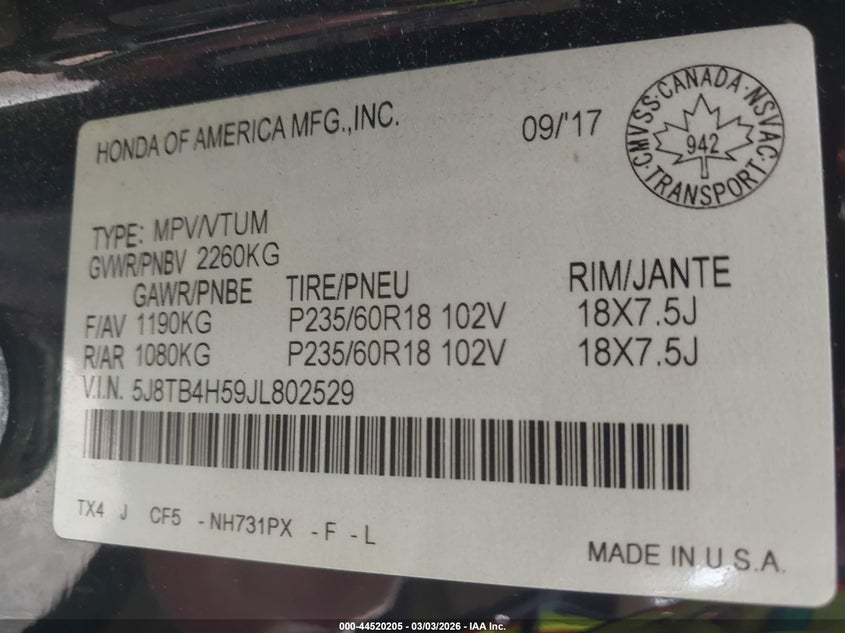 HONDA OF AMERICA MFG.,INC.
09/'17
CMVSS·CANADA·NSVAC·TRANSPORT·
942
TYPE: MPV/VTUM
GVWR/PNBV 2260KG
GAWR/PNBE TIRE/PNEU RIM/JANTE
F/AV 1190KG P235/60R18 102V 18X7.5J
R/AR 1080KG P235/60R18 102V 18X7.5J
V.I.N. 5J8TB4H59JL802529
TX4 J CF5 -NH731PX -F -L
MADE IN U.S.A.
000-44520205 - 03/03/2026 - IAA Inc.